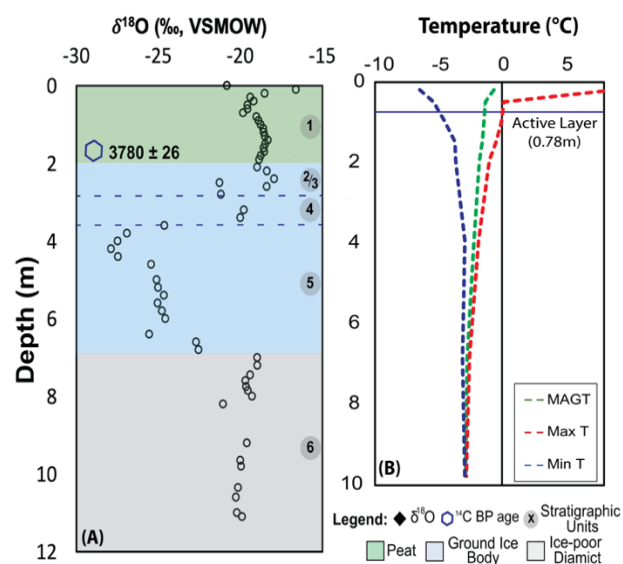 δ¹⁸O (‰, VSMOW)
-30 -25 -20 -15
0
2
4
6
8
10
12
Depth (m)
3780 ± 26
1
2/3
4
5
6
(A)
Temperature (°C)
-10 -5 0 5
0
2
4
6
8
10
Active Layer
(0.78m)
MAGT
Max T
Min T
(B)
Legend: δ¹⁸O ¹⁴C BP age X Stratigraphic
Units
Peat Ground Ice
Body Ice-poor
Diamict